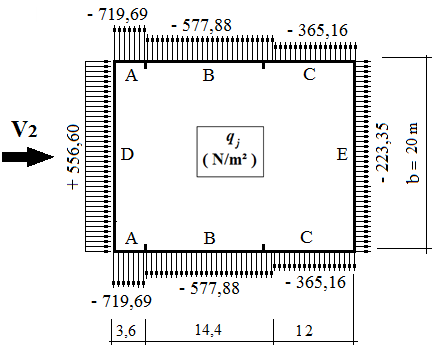 - 719,69
- 577,88
- 365,16
A B C
V2
+ 556,60
D
q j
( N/m² )
E
- 223,35
b = 20 m
A B C
- 719,69
- 577,88
- 365,16
3,6 14,4 12